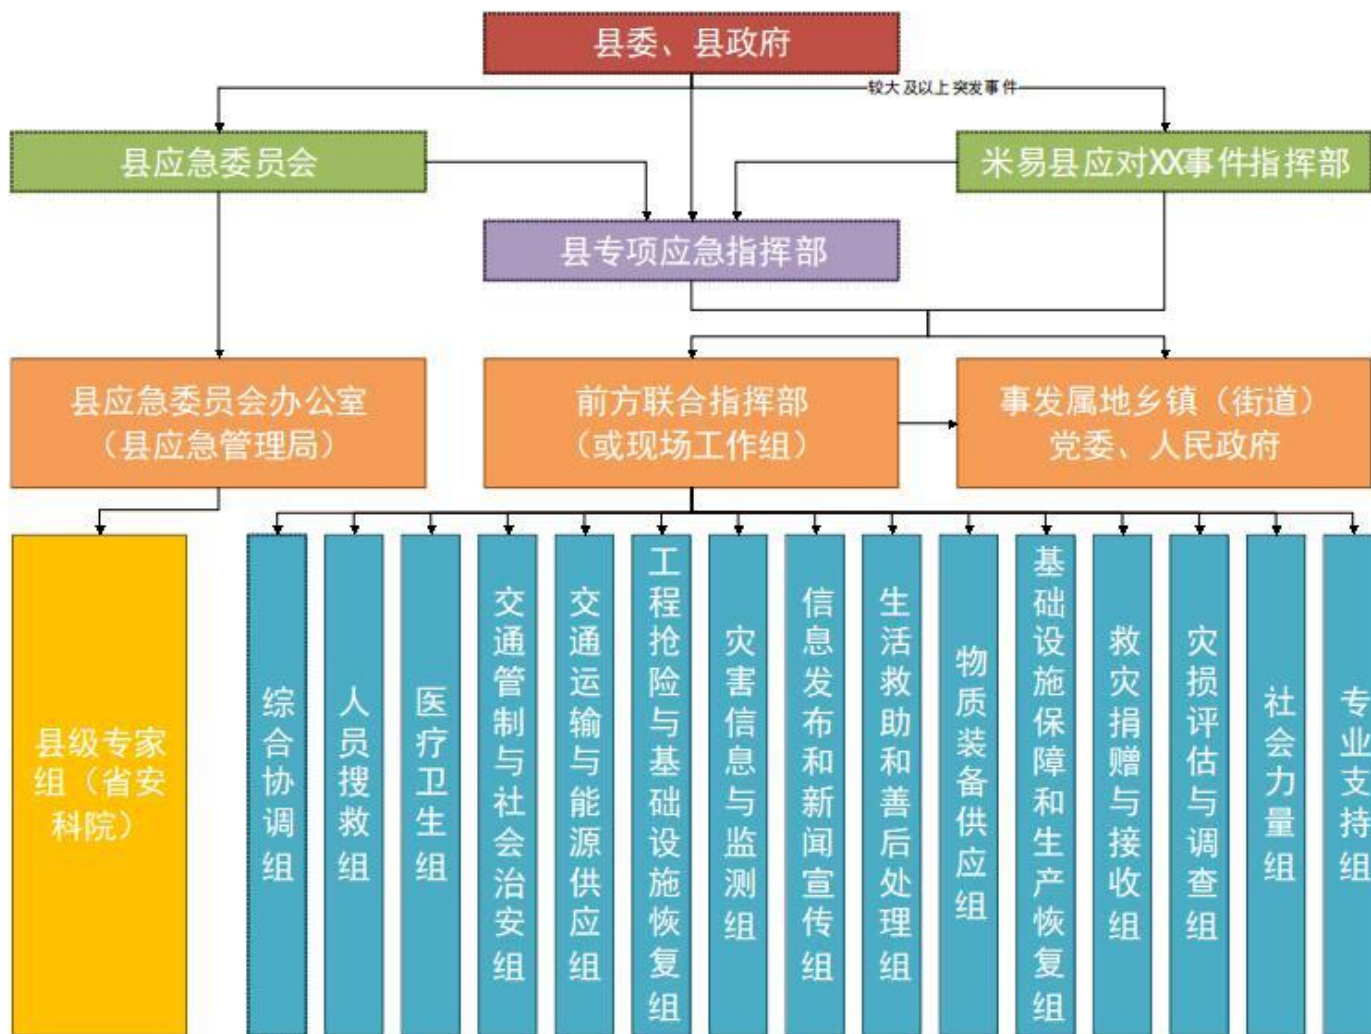 县委、县政府
较大及以上突发事件
县应急委员会
米易县应对XX事件指挥部
县专项应急指挥部
县应急委员会办公室
（县应急管理局）
前方联合指挥部
（或现场工作组）
事发属地乡镇（街道）
党委、人民政府
县级专家
组（省安
科院）
综合协调组
人员搜救组
医疗卫生组
交通管制与社会治安组
交通运输与能源供应组
工程抢险与基础设施恢复组
灾害信息与监测组
信息发布和新闻宣传组
生活救助和善后处理组
物质装备供应组
基础设施保障和生产恢复组
救灾捐赠与接收组
灾损评估与调查组
社会力量组
专业支持组